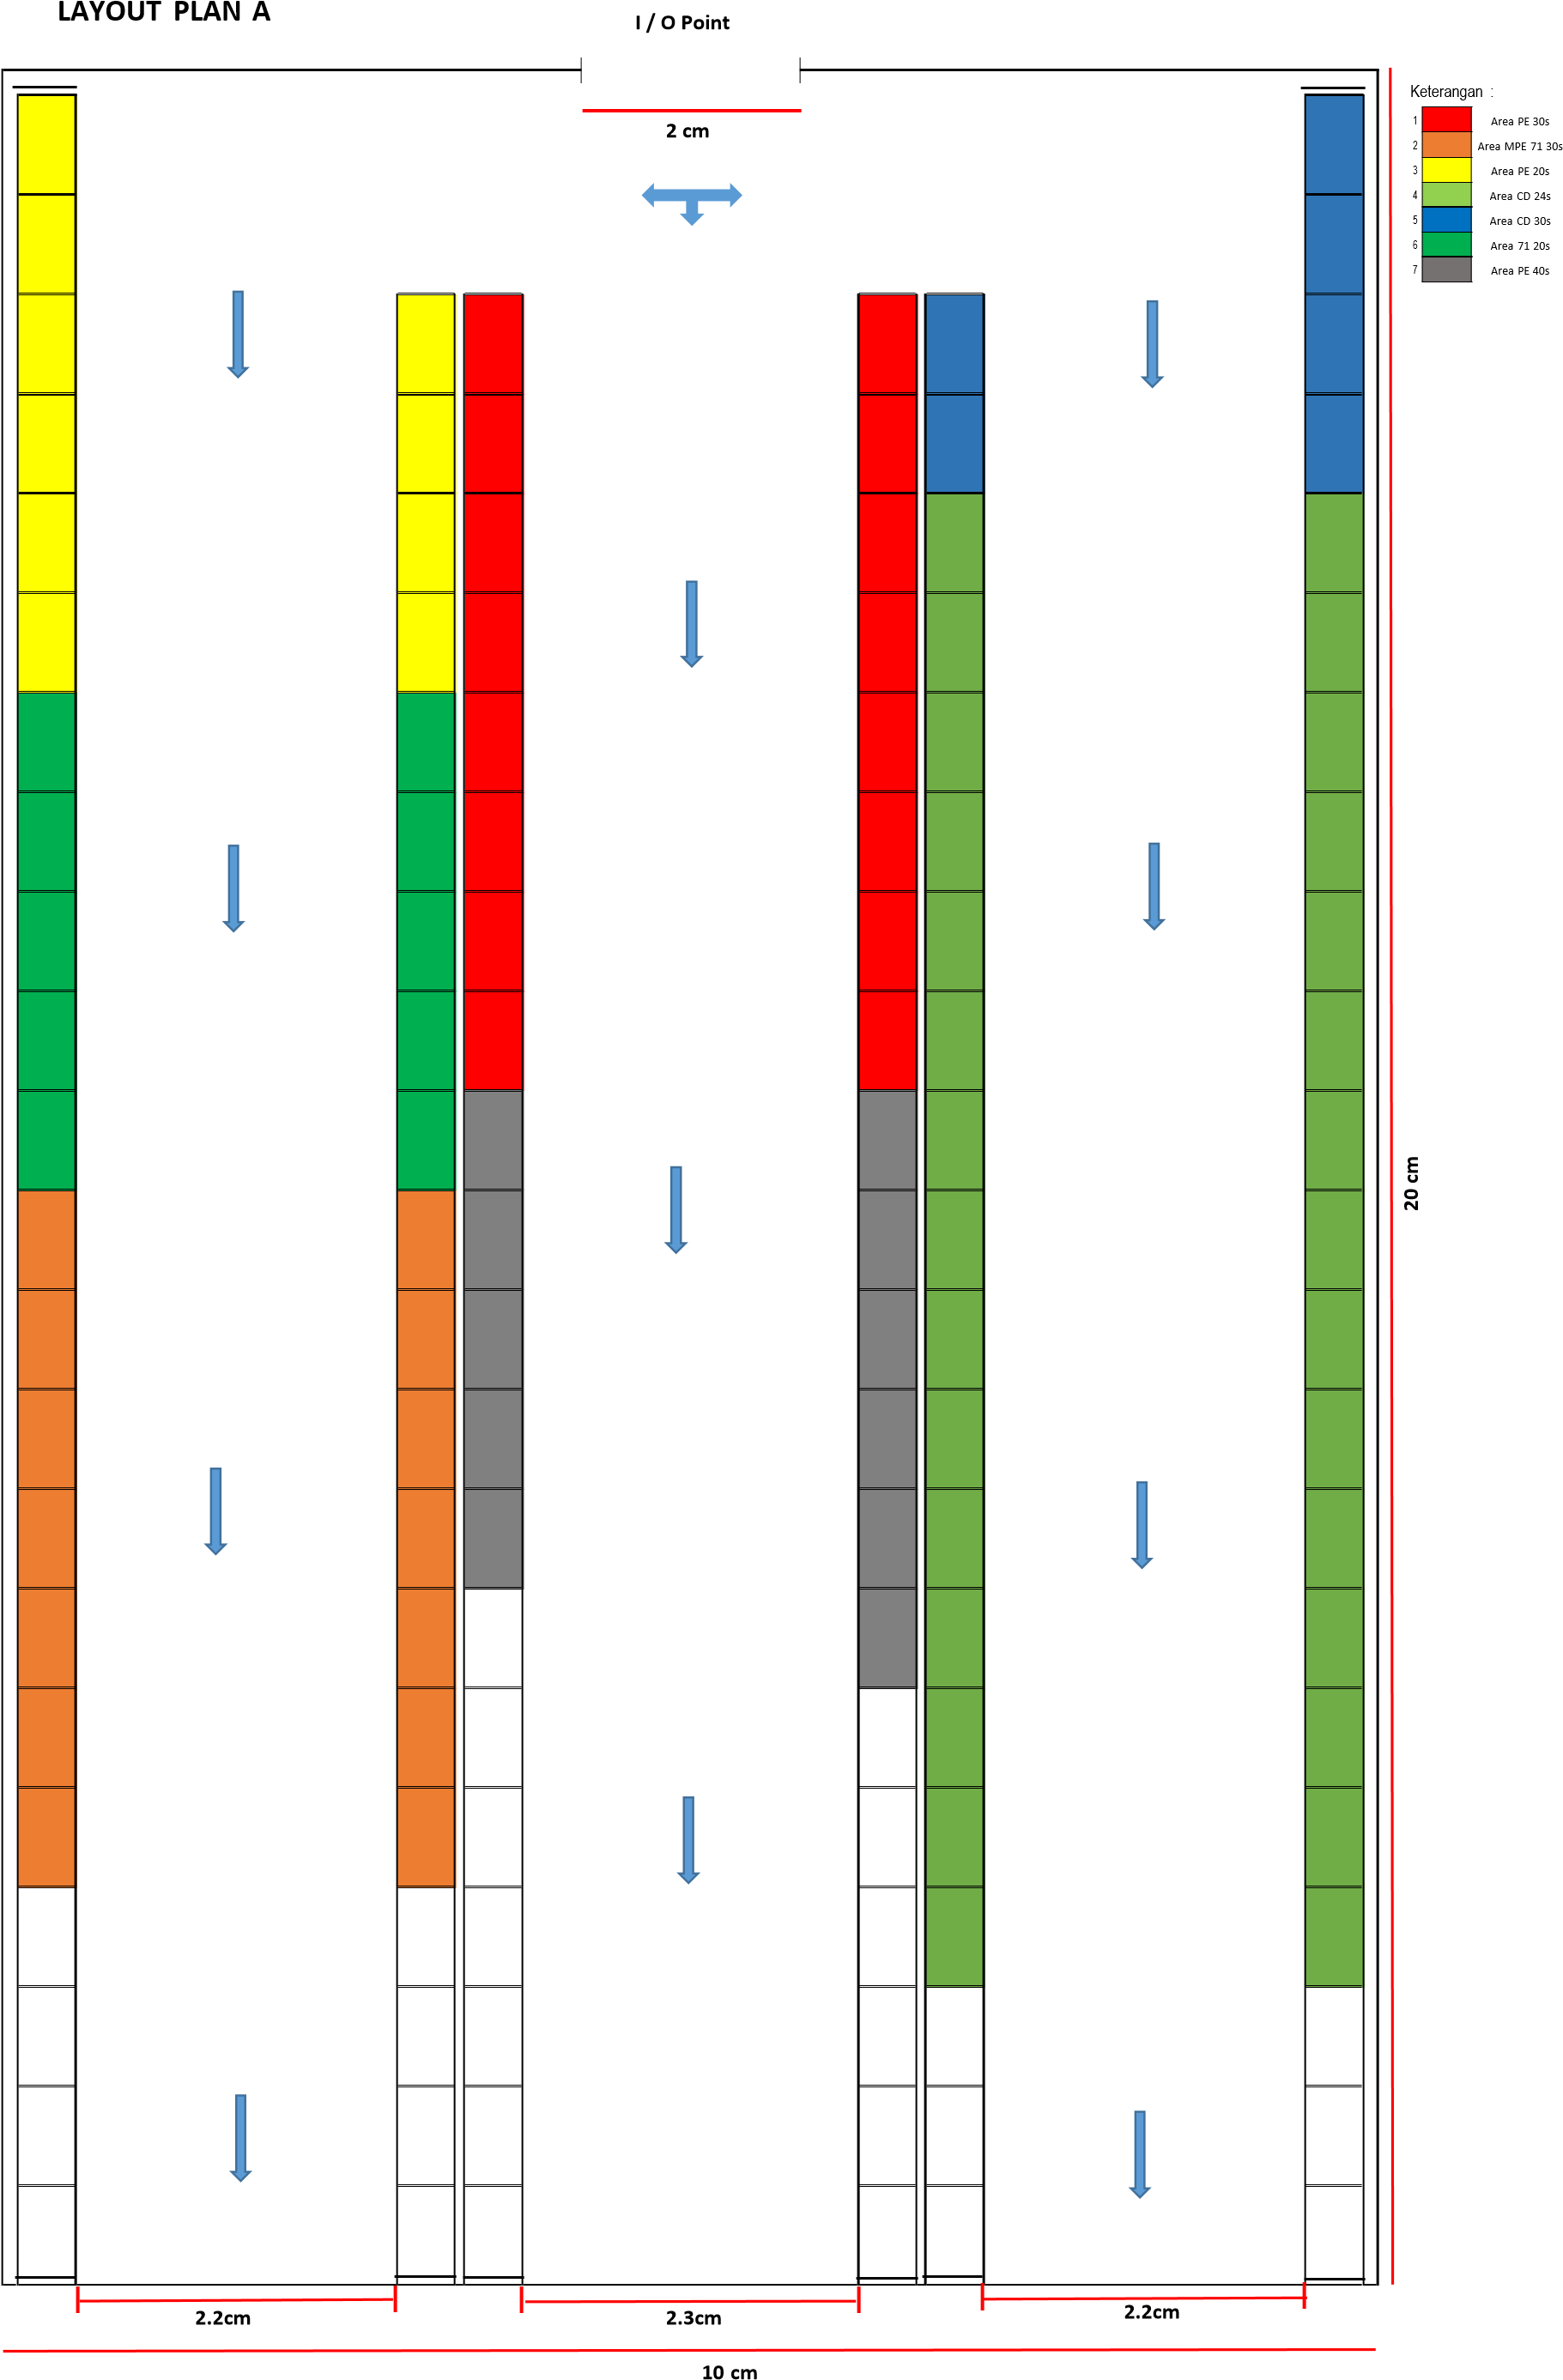 LAYOUT PLAN A
I / O Point
2 cm
Keterangan :
1 Area PE 30s
2 Area MPE 71 30s
3 Area PE 20s
4 Area CD 24s
5 Area CD 30s
6 Area 71 20s
7 Area PE 40s
20 cm
2.2cm
2.3cm
2.2cm
10 cm